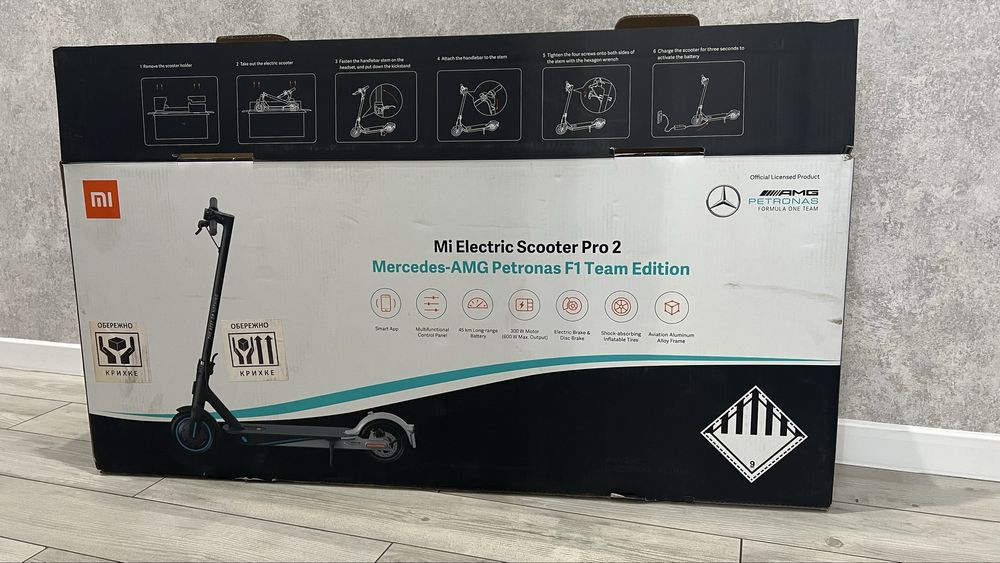 1 Remove the scooter holder
2 Take out the electric scooter
3 Fasten the handlebar stem on the
headset, and put down the kickstand
4 Attach the handlebar to the stem
5 Tighten the four screws onto both sides of
the stem with the hexagon wrench
6 Charge the scooter for three seconds to
activate the battery
mi
Official Licensed Product
AMG
PETRONAS
FORMULA ONE TEAM
Mi Electric Scooter Pro 2
Mercedes-AMG Petronas F1 Team Edition
Smart App
Multifunctional
Control Panel
45 km Long-range
Battery
300 W Motor
(600 W Max. Output)
Electric Brake &
Disc Brake
Shock-absorbing
Inflatable Tires
Aviation Aluminum
Alloy Frame
ОБЕРЕЖНО
КРИХКЕ
ОБЕРЕЖНО
КРИХКЕ
9